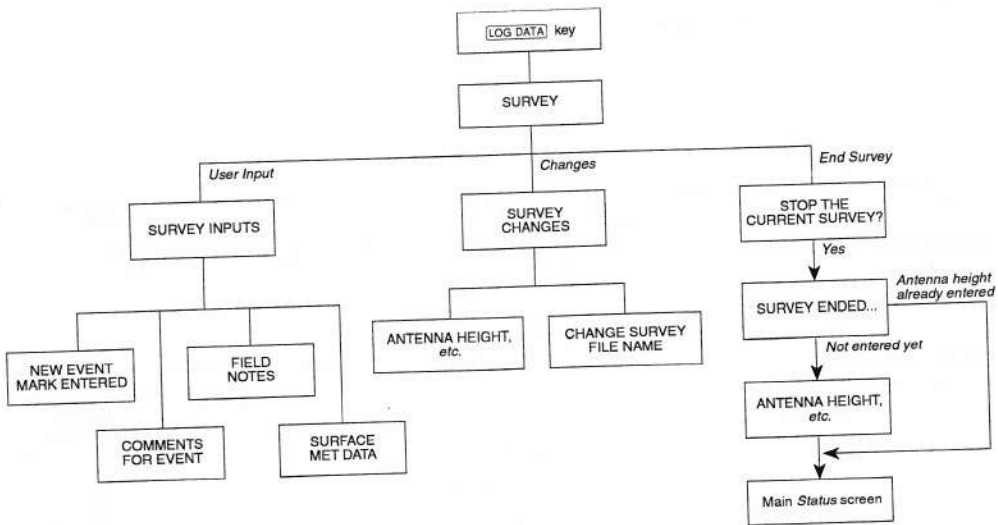 LOG DATA key
SURVEY
User Input
Changes
End Survey
SURVEY INPUTS
SURVEY
CHANGES
STOP THE
CURRENT SURVEY?
Yes
SURVEY ENDED...
Antenna height
already entered
Not entered yet
NEW EVENT
MARK ENTERED
FIELD
NOTES
COMMENTS
FOR EVENT
SURFACE
MET DATA
ANTENNA HEIGHT,
etc.
CHANGE SURVEY
FILE NAME
ANTENNA HEIGHT,
etc.
Main Status screen